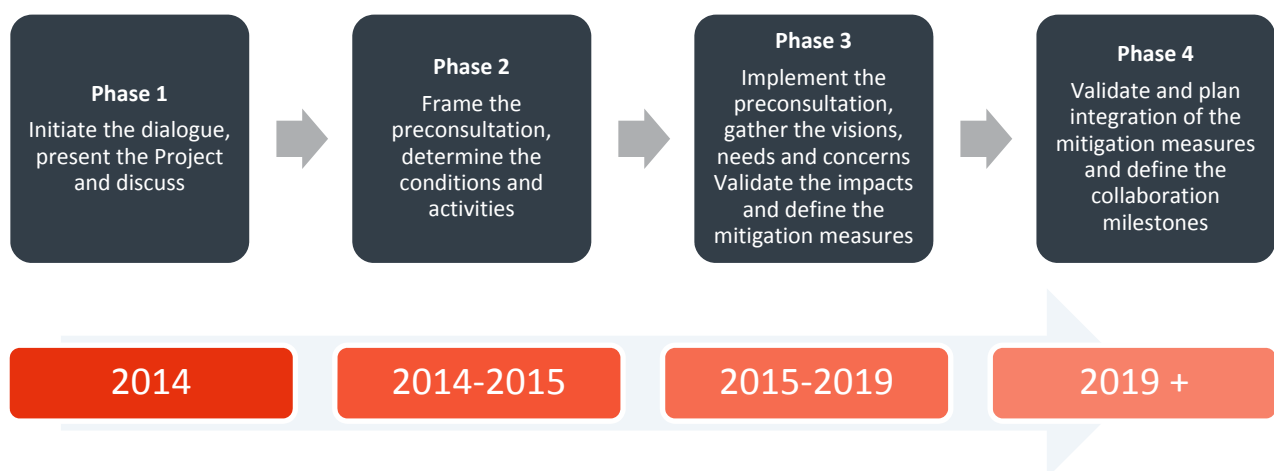 Phase 1
Initiate the dialogue,
present the Project
and discuss
Phase 2
Frame the
preconsultation,
determine the
conditions and
activities
Phase 3
Implement the
preconsultation,
gather the visions,
needs and concerns
Validate the impacts
and define the
mitigation measures
Phase 4
Validate and plan
integration of the
mitigation measures
and define the
collaboration
milestones
2014
2014-2015
2015-2019
2019 +